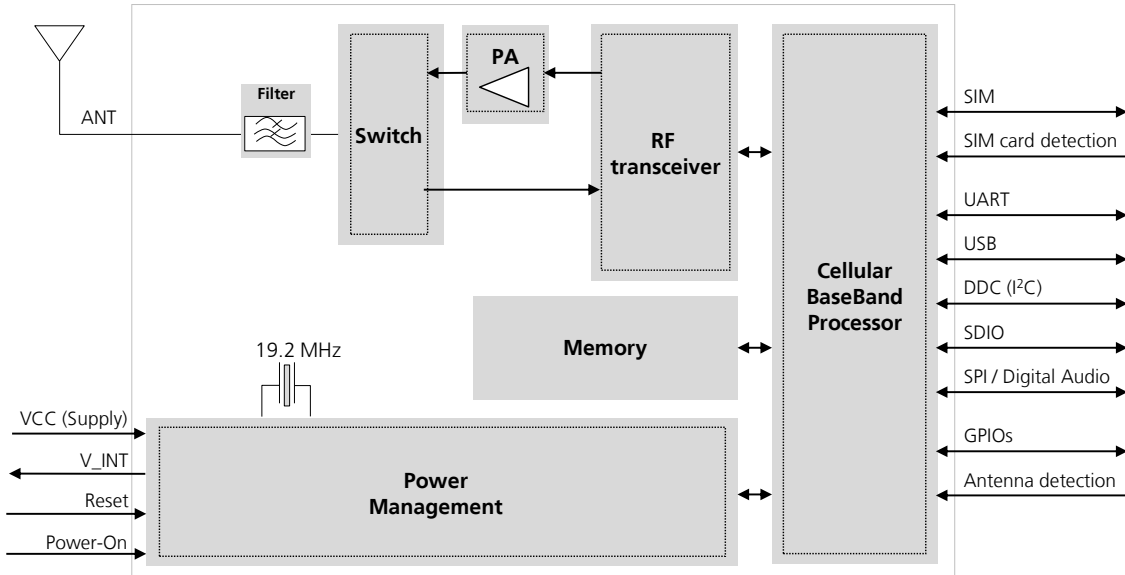 ANT
Filter
Switch
PA
RF
transceiver
Cellular
BaseBand
Processor
Memory
19.2 MHz
Power
Management
VCC (Supply)
V_INT
Reset
Power-On
SIM
SIM card detection
UART
USB
DDC (I²C)
SDIO
SPI / Digital Audio
GPIOs
Antenna detection